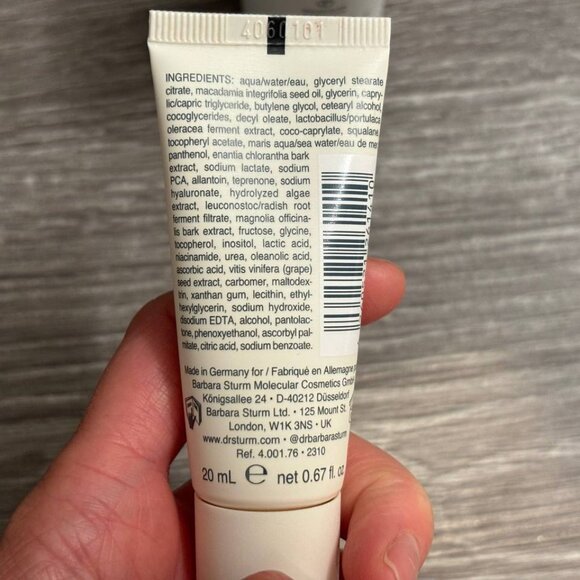 4060101
INGREDIENTS: aqua/water/eau, glyceryl stearate
citrate, macadamia integrifolia seed oil, glycerin, capry-
lic/capric triglyceride, butylene glycol, cetearyl alcohol,
cocoglycerides, decyl oleate, lactobacillus/portulaca
oleracea ferment extract, coco-caprylate, squalane,
tocopheryl acetate, maris aqua/sea water/eau de mer,
panthenol, enantia chlorantha bark
extract, sodium lactate, sodium
PCA, allantoin, teprenone, sodium
hyaluronate, hydrolyzed algae
extract, leuconostoc/radish root
ferment filtrate, magnolia officina-
lis bark extract, fructose, glycine,
tocopherol, inositol, lactic acid,
niacinamide, urea, oleanolic acid,
ascorbic acid, vitis vinifera (grape)
seed extract, carbomer, maltodex-
trin, xanthan gum, lecithin, ethyl-
hexylglycerin, sodium hydroxide,
disodium EDTA, alcohol, pantolac-
tone, phenoxyethanol, ascorbyl pal-
mitate, citric acid, sodium benzoate.
Made in Germany for / Fabriqué en Allemagne
Barbara Sturm Molecular Cosmetics GmbH
Königsallee 24 • D-40212 Düsseldorf
Barbara Sturm Ltd. • 125 Mount St.
London, W1K 3NS • UK
www.drsturm.com • @drbarbarasturm
Ref. 4.001.76 • 2310
20 mL ℮ net 0.67 fl. oz